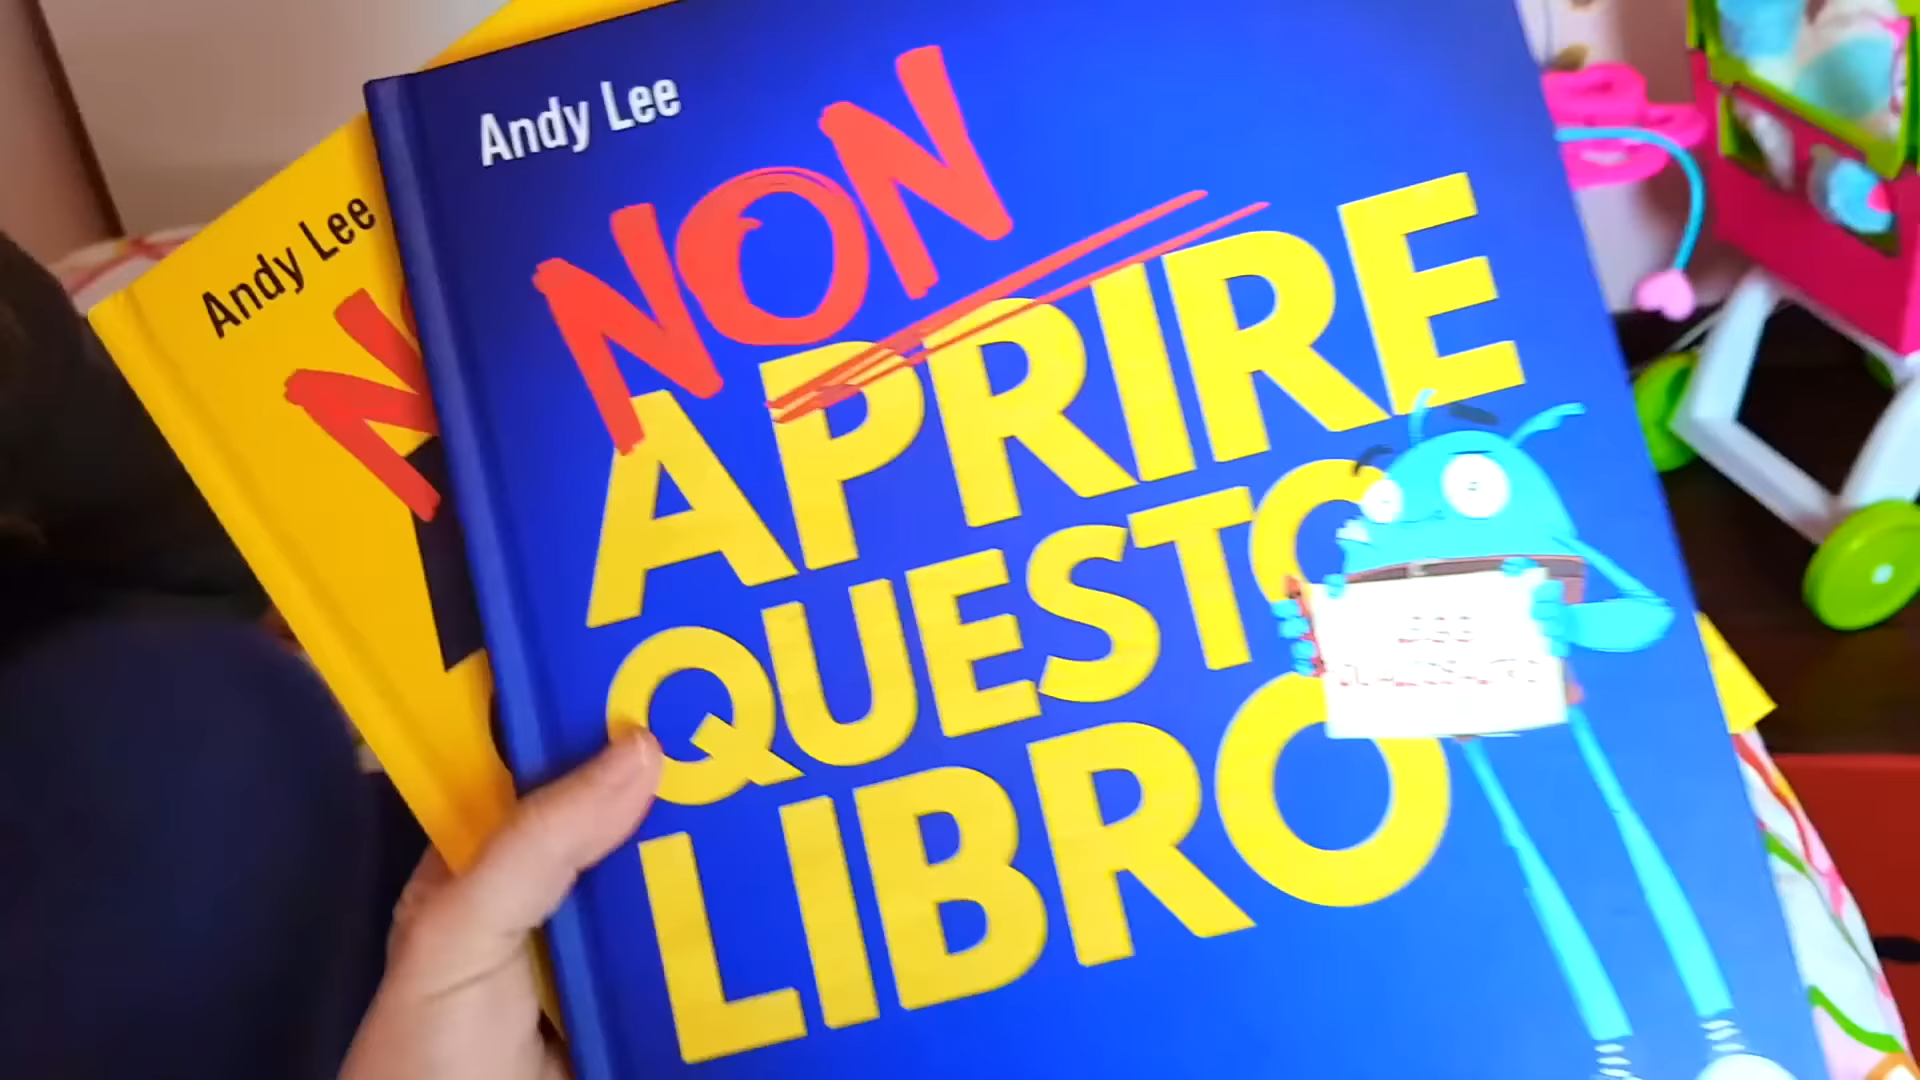 Andy Lee
NON
APRIRE
QUESTO
LIBRO
Andy Lee